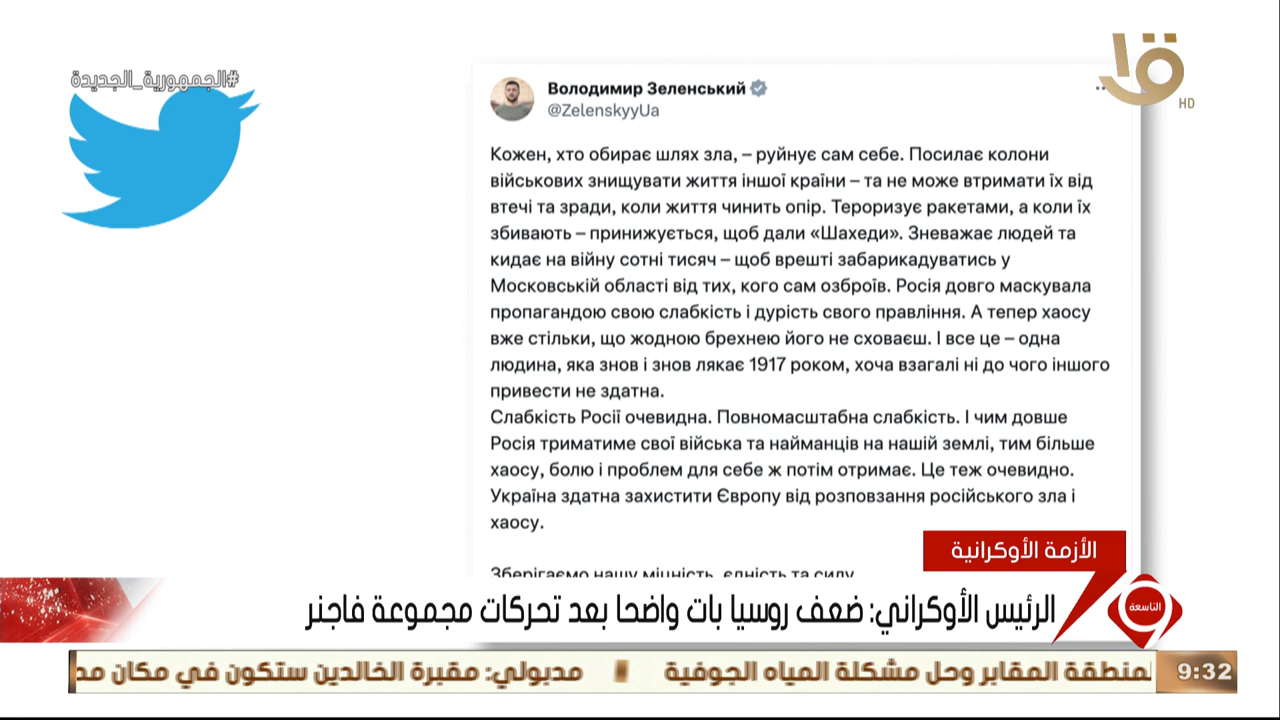 #الجمهورية_الجديدة
HD
Володимир Зеленський
@ZelenskyyUa
Кожен, хто обирає шлях зла, – руйнує сам себе. Посилає колони
військових знищувати життя іншої країни – та не може втримати їх від
втечі та зради, коли життя чинить опір. Тероризує ракетами, а коли їх
збивають – принижується, щоб дали «Шахеди». Зневажає людей та
кидає на війну сотні тисяч – щоб врешті забарикадуватись у
Московській області від тих, кого сам озброїв. Росія довго маскувала
пропагандою свою слабкість і дурість свого правління. А тепер хаосу
вже стільки, що жодною брехнею його не сховаєш. І все це – одна
людина, яка знов і знов лякає 1917 роком, хоча взагалі ні до чого іншого
привести не здатна.
Слабкість Росії очевидна. Повномасштабна слабкість. І чим довше
Росія триматиме свої війська та найманців на нашій землі, тим більше
хаосу, болю і проблем для себе ж потім отримає. Це теж очевидно.
Україна здатна захистити Європу від розповзання російського зла і
хаосу.
Зберігаємо нашу міцність, єдність та силу
الأزمة الأوكرانية
التاسعة
الرئيس الأوكراني: ضعف روسيا بات واضحا بعد تحركات مجموعة فاجنر
لمنطقة المقابر وحل مشكلة المياه الجوفية مدبولي: مقبرة الخالدين ستكون في مكان
9:32